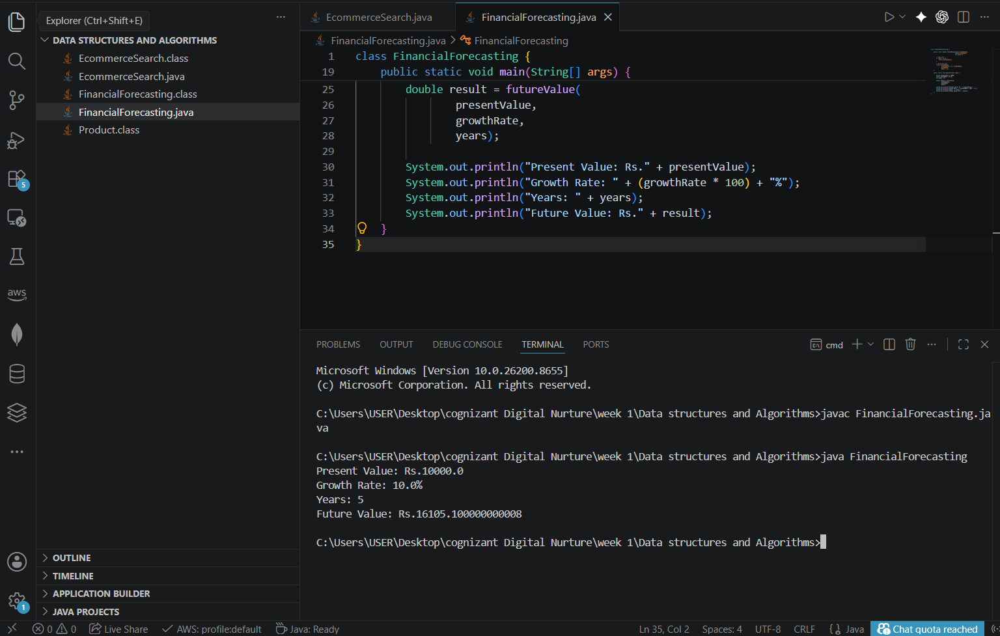 Explorer (Ctrl+Shift+E)
DATA STRUCTURES AND ALGORITHMS
EcommerceSearch.class
EcommerceSearch.java
FinancialForecasting.class
FinancialForecasting.java
Product.class
5
aws
OUTLINE
TIMELINE
APPLICATION BUILDER
JAVA PROJECTS
1
EcommerceSearch.java
FinancialForecasting.java
FinancialForecasting.java > FinancialForecasting
1 class FinancialForecasting {
19 public static void main(String[] args) {
25 double result = futureValue(
26 presentValue,
27 growthRate,
28 years);
29
30 System.out.println("Present Value: Rs." + presentValue);
31 System.out.println("Growth Rate: " + (growthRate * 100) + "%");
32 System.out.println("Years: " + years);
33 System.out.println("Future Value: Rs." + result);
34 }
35 }
PROBLEMS OUTPUT DEBUG CONSOLE TERMINAL PORTS
cmd
Microsoft Windows [Version 10.0.26200.8655]
(c) Microsoft Corporation. All rights reserved.
C:\Users\USER\Desktop\cognizant Digital Nurture\week 1\Data structures and Algorithms>javac FinancialForecasting.ja
va
C:\Users\USER\Desktop\cognizant Digital Nurture\week 1\Data structures and Algorithms>java FinancialForecasting
Present Value: Rs.10000.0
Growth Rate: 10.0%
Years: 5
Future Value: Rs.16105.100000000008
C:\Users\USER\Desktop\cognizant Digital Nurture\week 1\Data structures and Algorithms>
0 0 Live Share AWS: profile:default Java: Ready Ln 35, Col 2 Spaces: 4 UTF-8 CRLF {} Java Chat quota reached